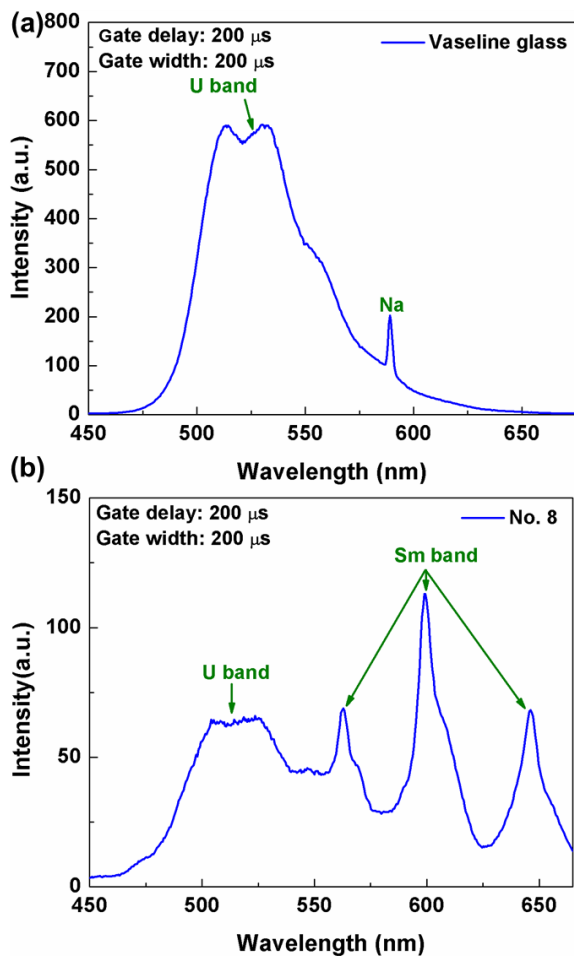 (a)
800
700
600
500
400
300
200
100
0
Gate delay: 200 μs
Gate width: 200 μs
Vaseline glass
U band
Na
Intensity (a.u.)
450 500 550 600 650
Wavelength (nm)
(b)
150
100
50
0
Gate delay: 200 μs
Gate width: 200 μs
No. 8
Sm band
U band
Intensity(a.u.)
450 500 550 600 650
Wavelength (nm)